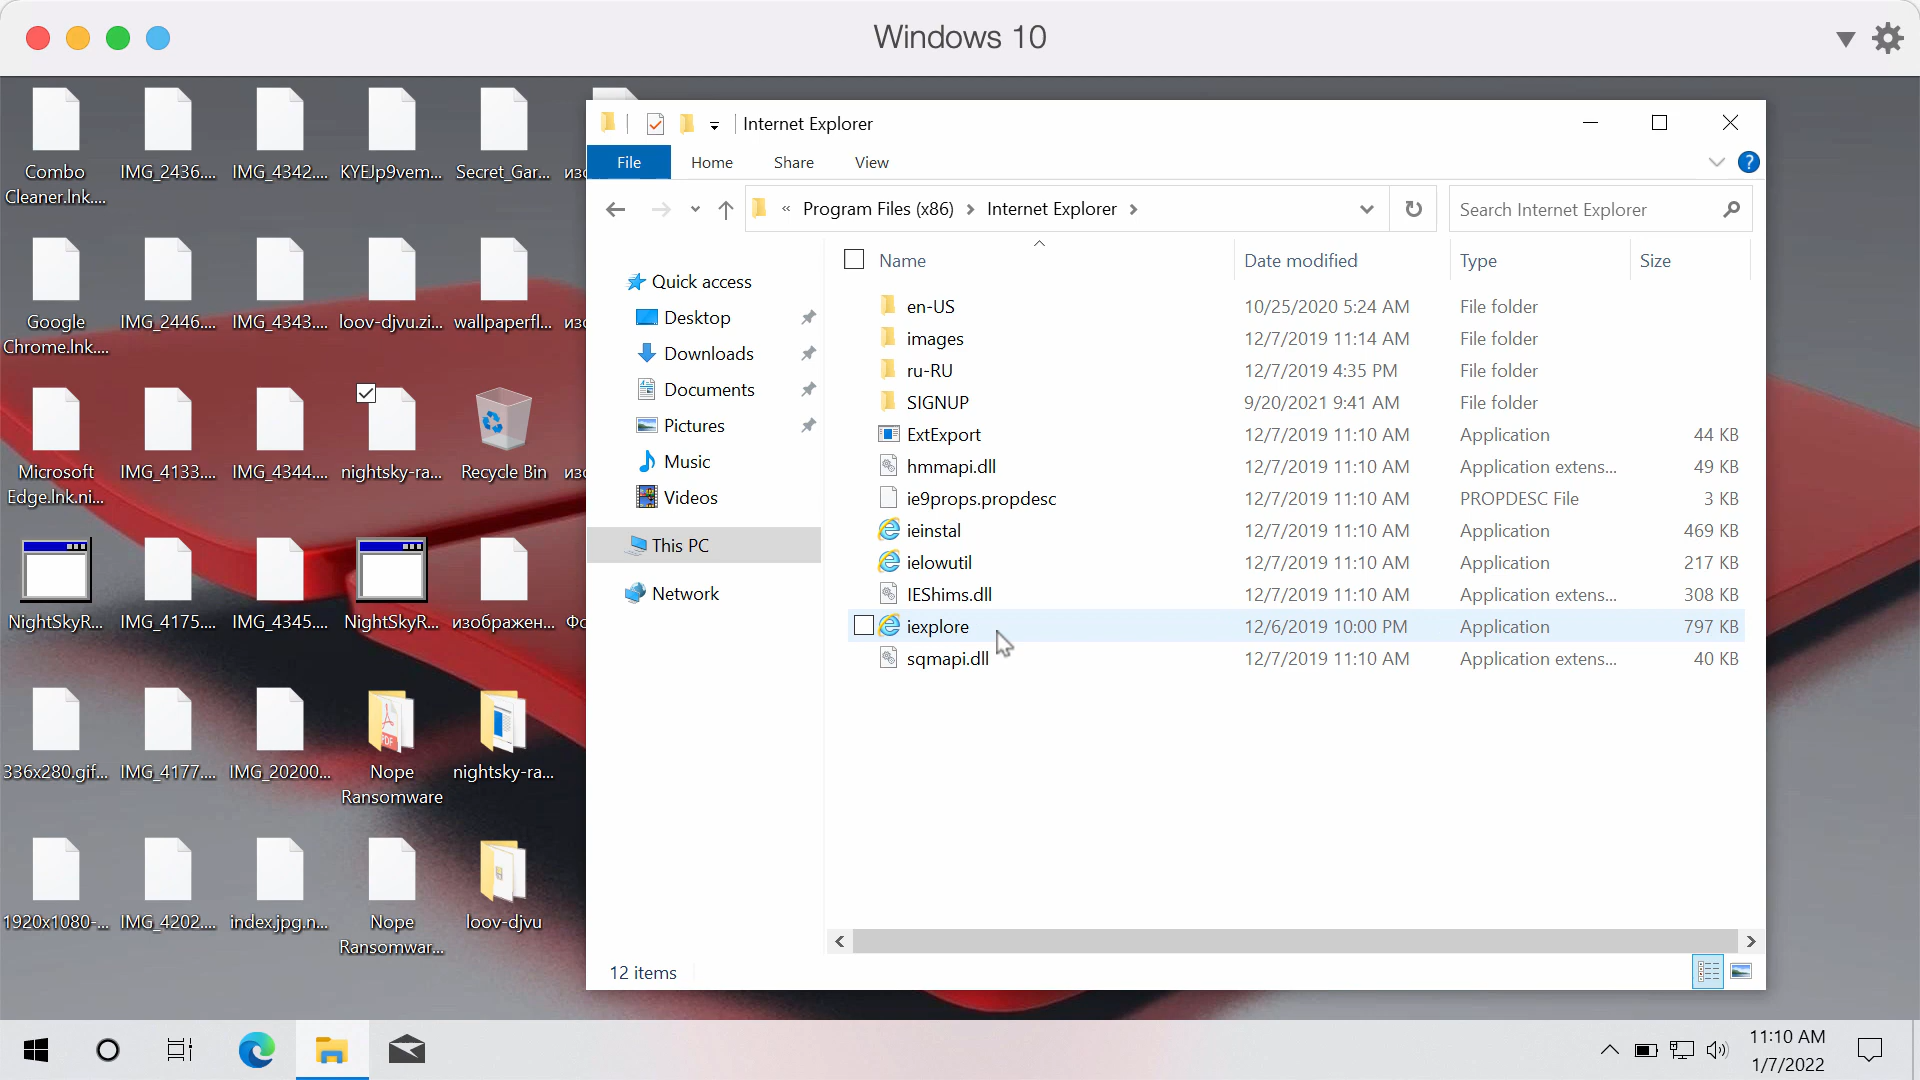 Windows 10
Combo
Cleaner.lnk....
IMG_2436....
IMG_4342....
KYEJp9vem...
Secret_Gar...
изо
Google
Chrome.lnk....
IMG_2446....
IMG_4343....
loov-djvu.zi...
wallpaperfl...
изо
Microsoft
Edge.lnk.ni...
IMG_4133....
IMG_4344....
nightsky-ra...
Recycle Bin
изо
NightSkyR...
IMG_4175....
IMG_4345....
NightSkyR...
изображен...
Фо
336x280.gif...
IMG_4177....
IMG_20200...
Nope
Ransomware
nightsky-ra...
1920x1080-...
IMG_4202....
index.jpg.n...
Nope
Ransomwar...
loov-djvu
Internet Explorer
File Home Share View
?
« Program Files (x86) > Internet Explorer >
Search Internet Explorer
Quick access
Desktop
Downloads
Documents
Pictures
Music
Videos
This PC
Network
Name Date modified Type Size
en-US 10/25/2020 5:24 AM File folder
images 12/7/2019 11:14 AM File folder
ru-RU 12/7/2019 4:35 PM File folder
SIGNUP 9/20/2021 9:41 AM File folder
ExtExport 12/7/2019 11:10 AM Application 44 KB
hmmapi.dll 12/7/2019 11:10 AM Application extens... 49 KB
ie9props.propdesc 12/7/2019 11:10 AM PROPDESC File 3 KB
ieinstal 12/7/2019 11:10 AM Application 469 KB
ielowutil 12/7/2019 11:10 AM Application 217 KB
IEShims.dll 12/7/2019 11:10 AM Application extens... 308 KB
iexplore 12/6/2019 10:00 PM Application 797 KB
sqmapi.dll 12/7/2019 11:10 AM Application extens... 40 KB
12 items
11:10 AM
1/7/2022